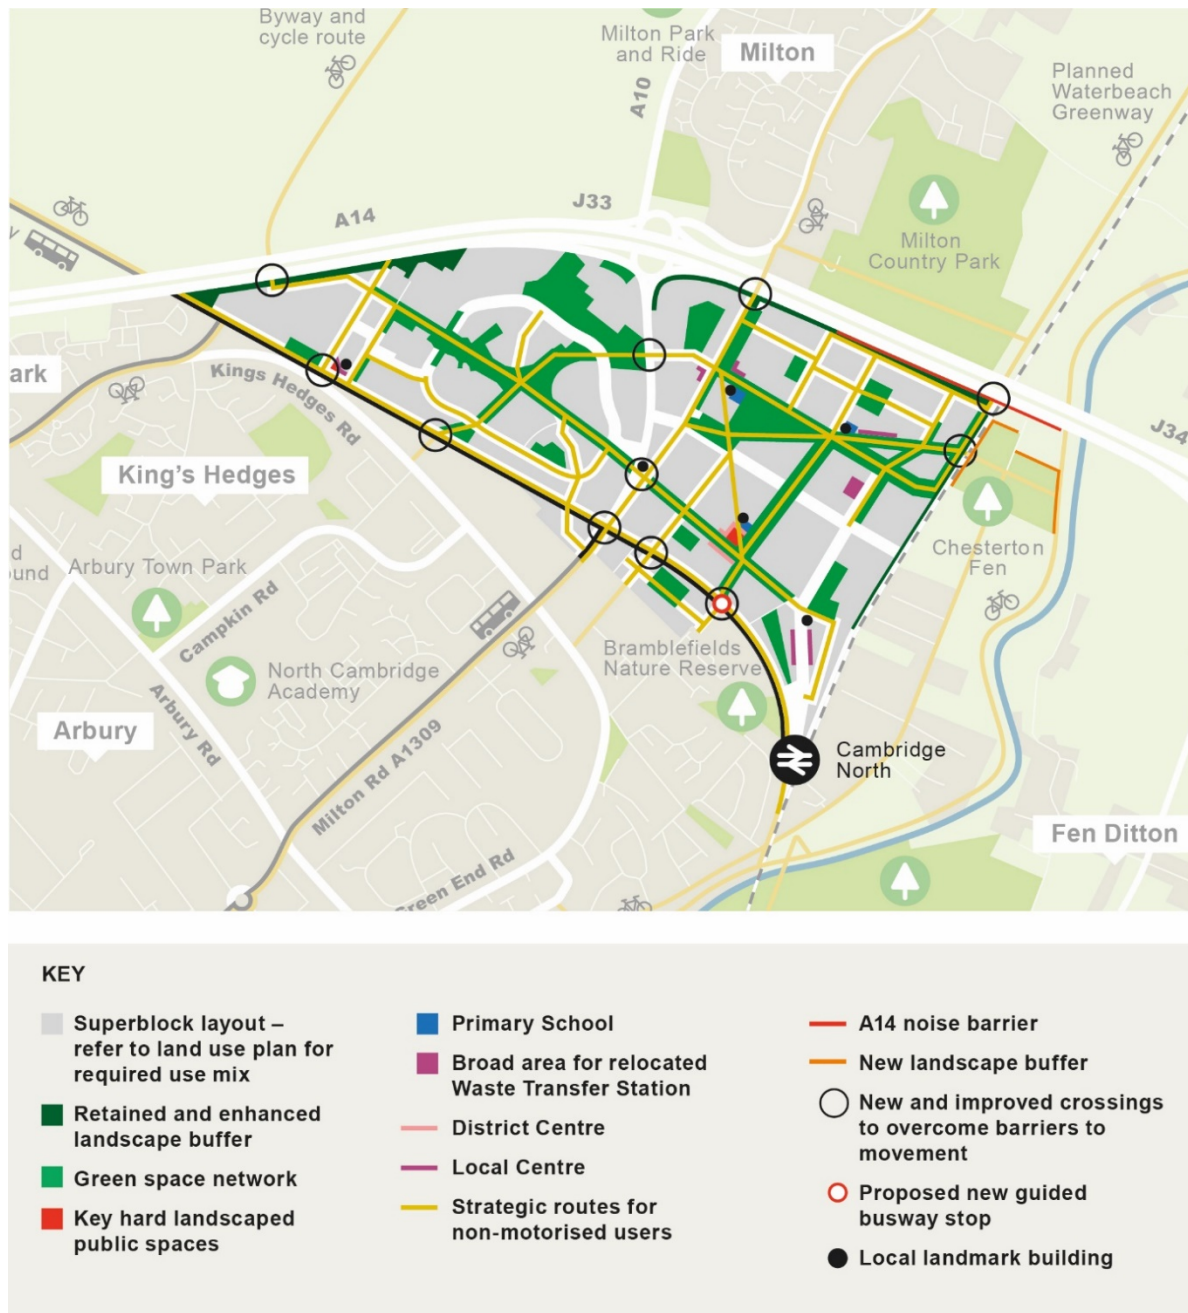 Byway and
cycle route
Milton Park
and Ride
Milton
A10
Planned
Waterbeach
Greenway
J33
A14
Milton
Country Park
ark
Kings Hedges Rd
J34
King's Hedges
Chesterton
Fen
Arbury Town Park
Campkin Rd
Bramblefields
Nature Reserve
North Cambridge
Academy
Arbury Rd
Arbury
Milton Rd A1309
Cambridge
North
Fen Ditton
Green End Rd
KEY
Superblock layout –
refer to land use plan for
required use mix
Retained and enhanced
landscape buffer
Green space network
Key hard landscaped
public spaces
Primary School
Broad area for relocated
Waste Transfer Station
District Centre
Local Centre
Strategic routes for
non-motorised users
A14 noise barrier
New landscape buffer
New and improved crossings
to overcome barriers to
movement
Proposed new guided
busway stop
Local landmark building